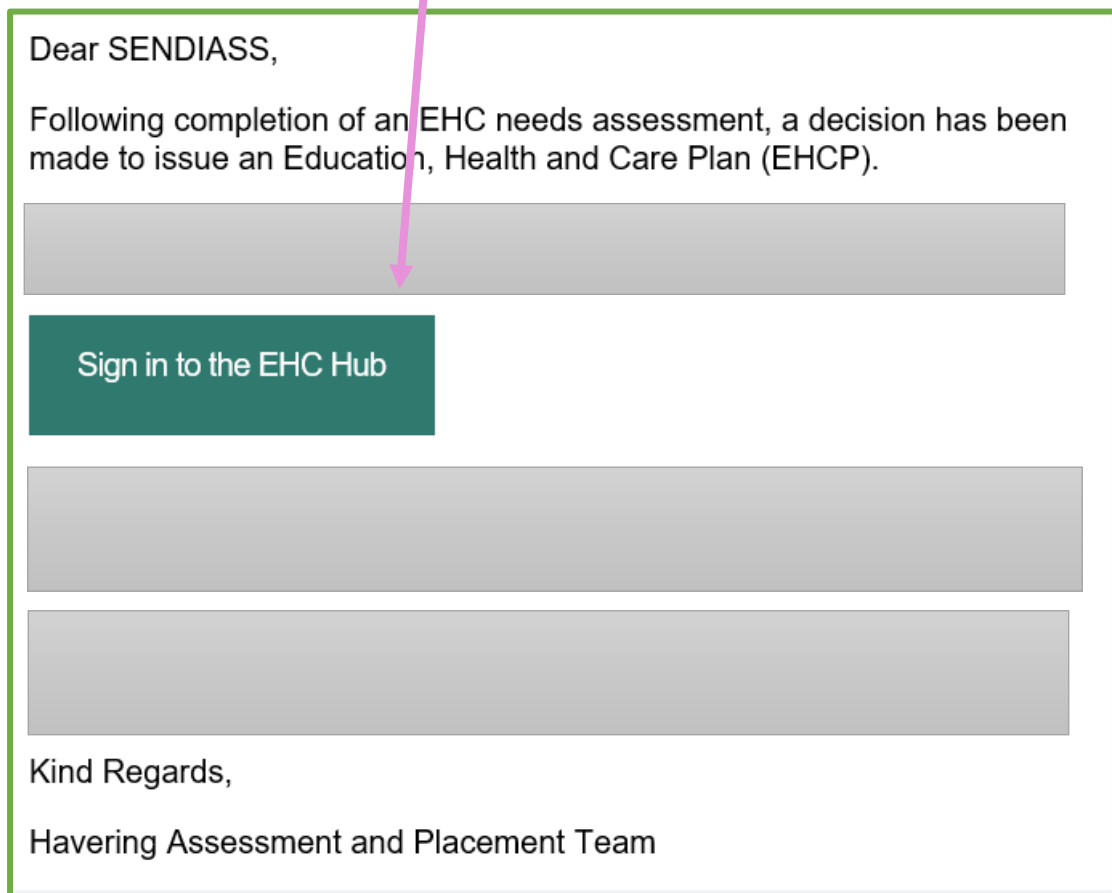 Dear SENDIASS,
Following completion of an EHC needs assessment, a decision has been
made to issue an Education, Health and Care Plan (EHCP).
Sign in to the EHC Hub
Kind Regards,
Havering Assessment and Placement Team